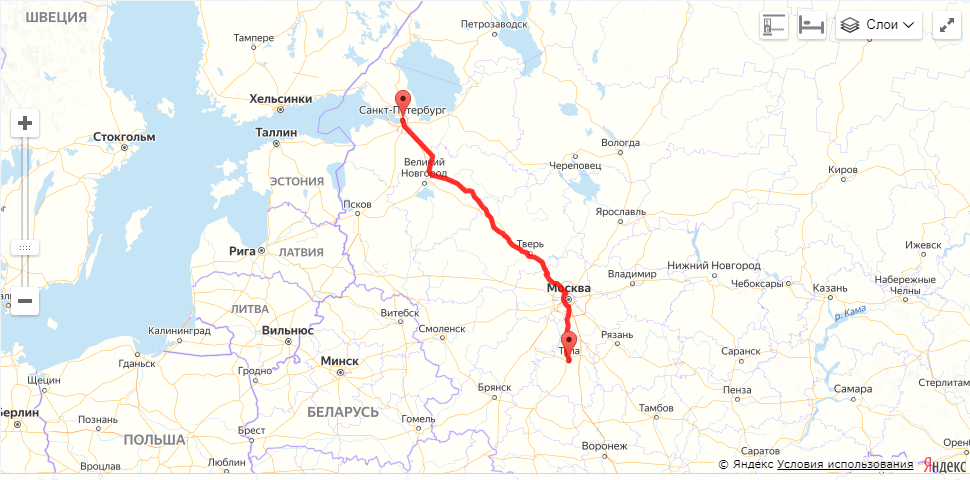 ШВЕЦИЯ
Петрозаводск
Слои
Тампере
Хельсинки
Санкт-Петербург
Таллин
Стокгольм
Вологда
Великий
Новгород
Череповец
Киров
ЭСТОНИЯ
Псков
Ярославль
Тверь
Ижевск
Рига
ЛАТВИЯ
Нижний Новгород
Владимир
Чебоксары
Казань
Набережные
Челны
Москва
ЛИТВА
Витебск
р. Кама
Калининград
Вильнюс
Смоленск
Рязань
Тула
Саранск
Гданьск
Минск
Гродно
Щецин
Брянск
Пенза
Самара
Стерлитам
Берлин
БЕЛАРУСЬ
Тамбов
Познань
Гомель
Брест
ПОЛЬША
Воронеж
Саратов
Орен
Вроцлав
Люблин
© Яндекс Условия использования
Яндекс